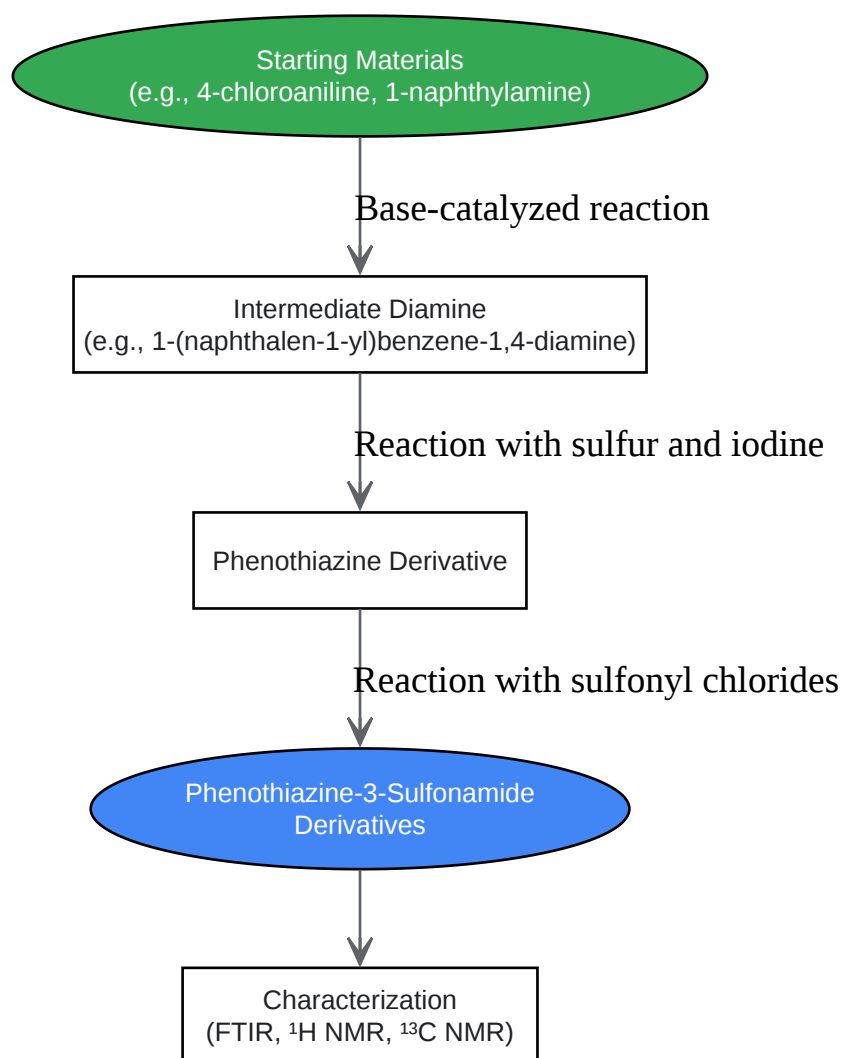 Starting Materials
(e.g., 4-chloroaniline, 1-naphthylamine)
Base-catalyzed reaction
Intermediate Diamine
(e.g., 1-(naphthalen-1-yl)benzene-1,4-diamine)
Reaction with sulfur and iodine
Phenothiazine Derivative
Reaction with sulfonyl chlorides
Phenothiazine-3-Sulfonamide
Derivatives
Characterization
(FTIR, ¹H NMR, ¹³C NMR)